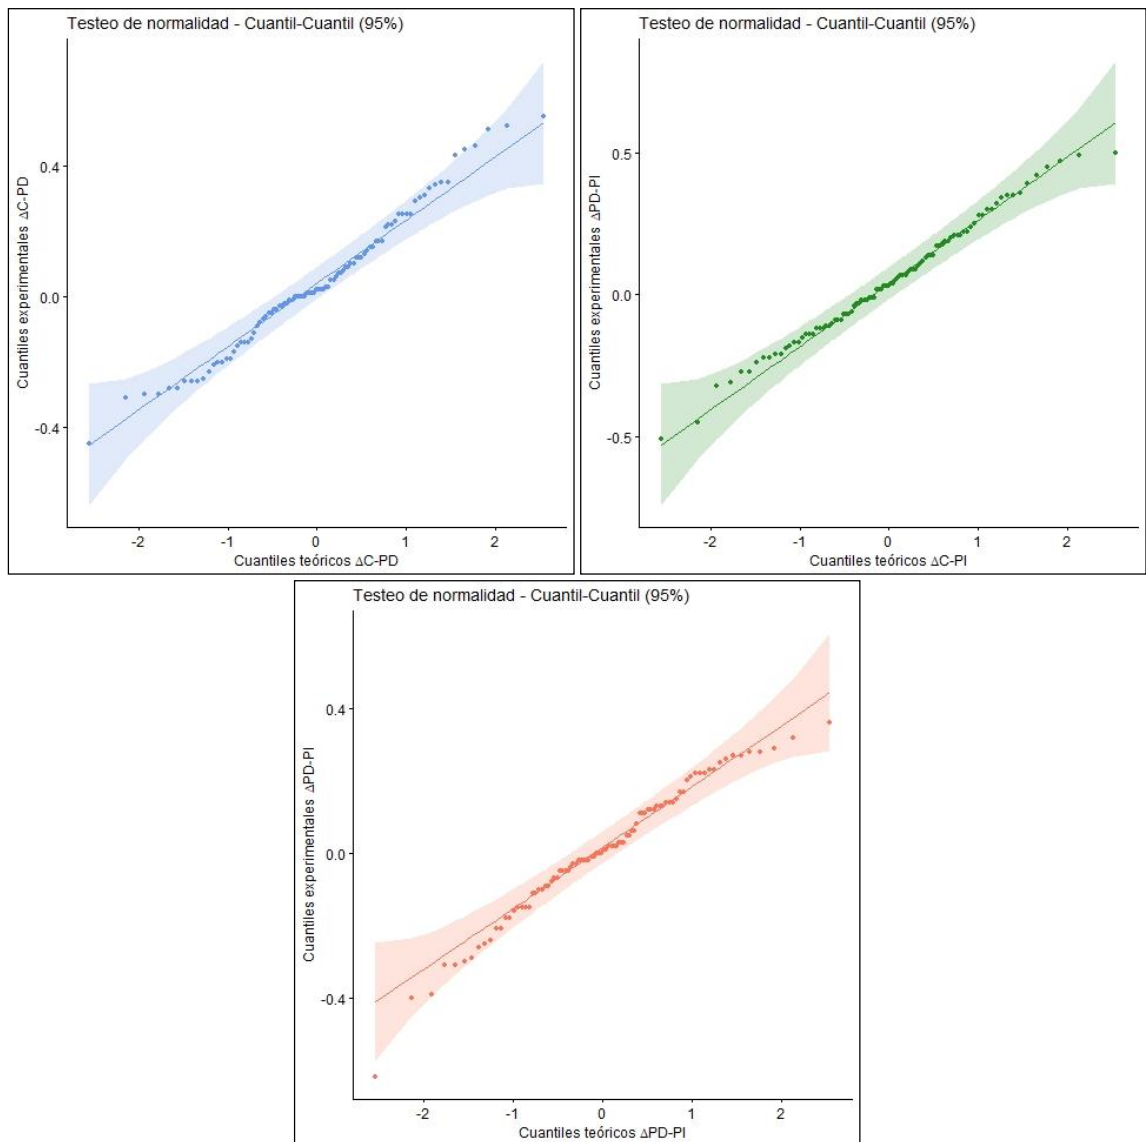 Testeo de normalidad - Cuantil-Cuantil (95%)
Cuantiles experimentales ΔC-PD
0.4
0.0
-0.4
-2 -1 0 1 2
Cuantiles teóricos ΔC-PD
Testeo de normalidad - Cuantil-Cuantil (95%)
Cuantiles experimentales ΔPD-PI
0.5
0.0
-0.5
-2 -1 0 1 2
Cuantiles teóricos ΔC-PI
Testeo de normalidad - Cuantil-Cuantil (95%)
Cuantiles experimentales ΔPD-PI
0.4
0.0
-0.4
-2 -1 0 1 2
Cuantiles teóricos ΔPD-PI